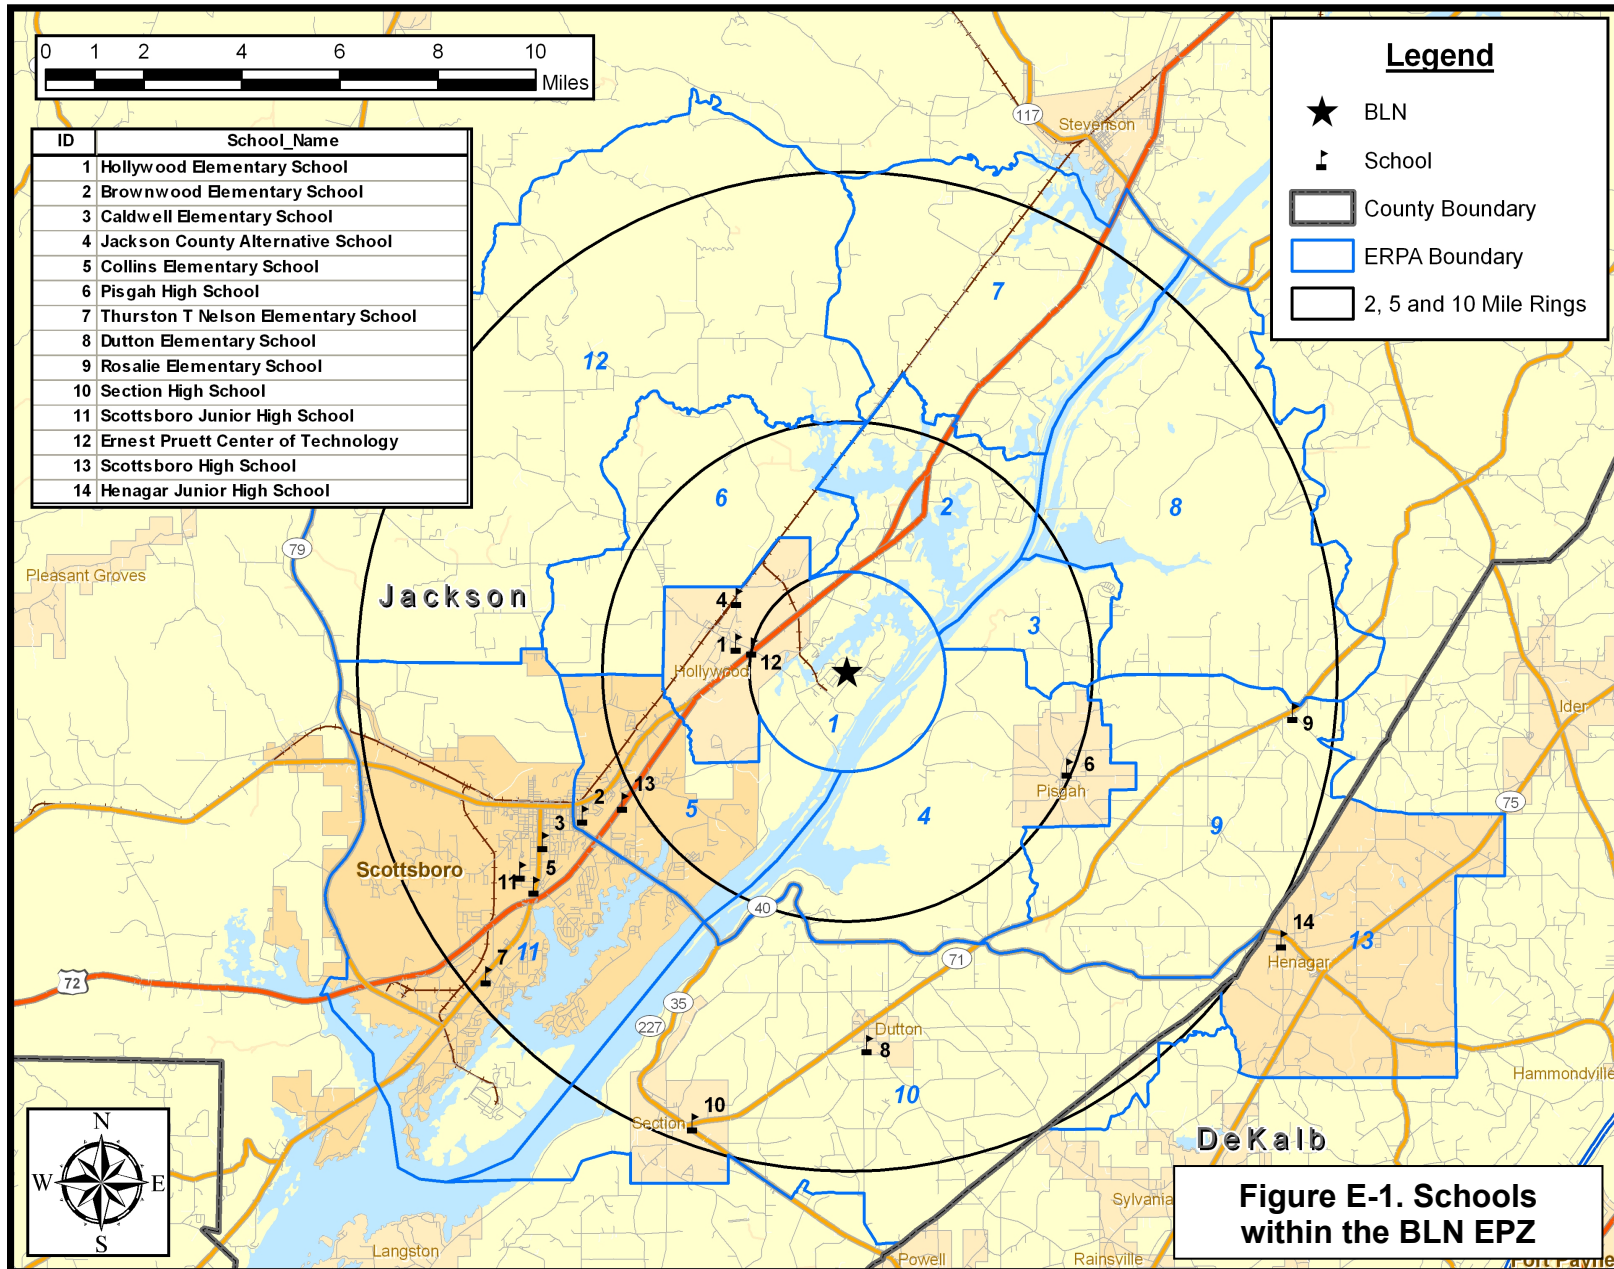 0 1 2 4 6 8 10
Miles
Legend
BLN
School
County Boundary
ERPA Boundary
2, 5 and 10 Mile Rings
ID School_Name
1 Hollywood Elementary School
2 Brownwood Elementary School
3 Caldwell Elementary School
4 Jackson County Alternative School
5 Collins Elementary School
6 Pisgah High School
7 Thurston T Nelson Elementary School
8 Dutton Elementary School
9 Rosalie Elementary School
10 Section High School
11 Scottsboro Junior High School
12 Ernest Pruett Center of Technology
13 Scottsboro High School
14 Henagar Junior High School
117
Stevenson
7
12
6
2
8
79
Pleasant Groves
Jackson
4
1
12
Hollywood
3
1
9
Ider
6
Pisgah
13
2
5
3
4
9
75
Scottsboro
5
11
40
14
13
Henagar
11
7
71
72
35
227
Dutton
8
10
10
Section
Hammondville
DeKalb
N
W E
S
Sylvania
Langston
Powell
Rainsville
Fort Payne
Figure E-1. Schools
within the BLN EPZ